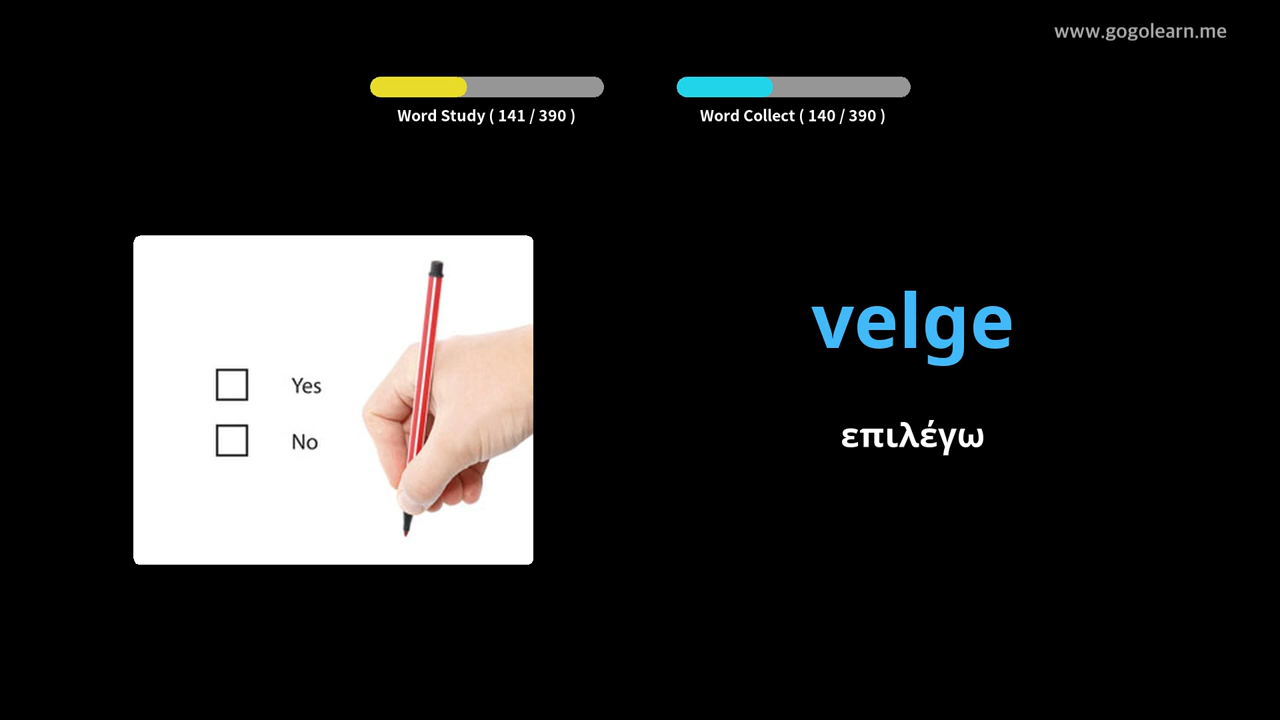 www.gogolearn.me
Word Study ( 141 / 390 )
Word Collect ( 140 / 390 )
velge
επιλέγω
Yes
No